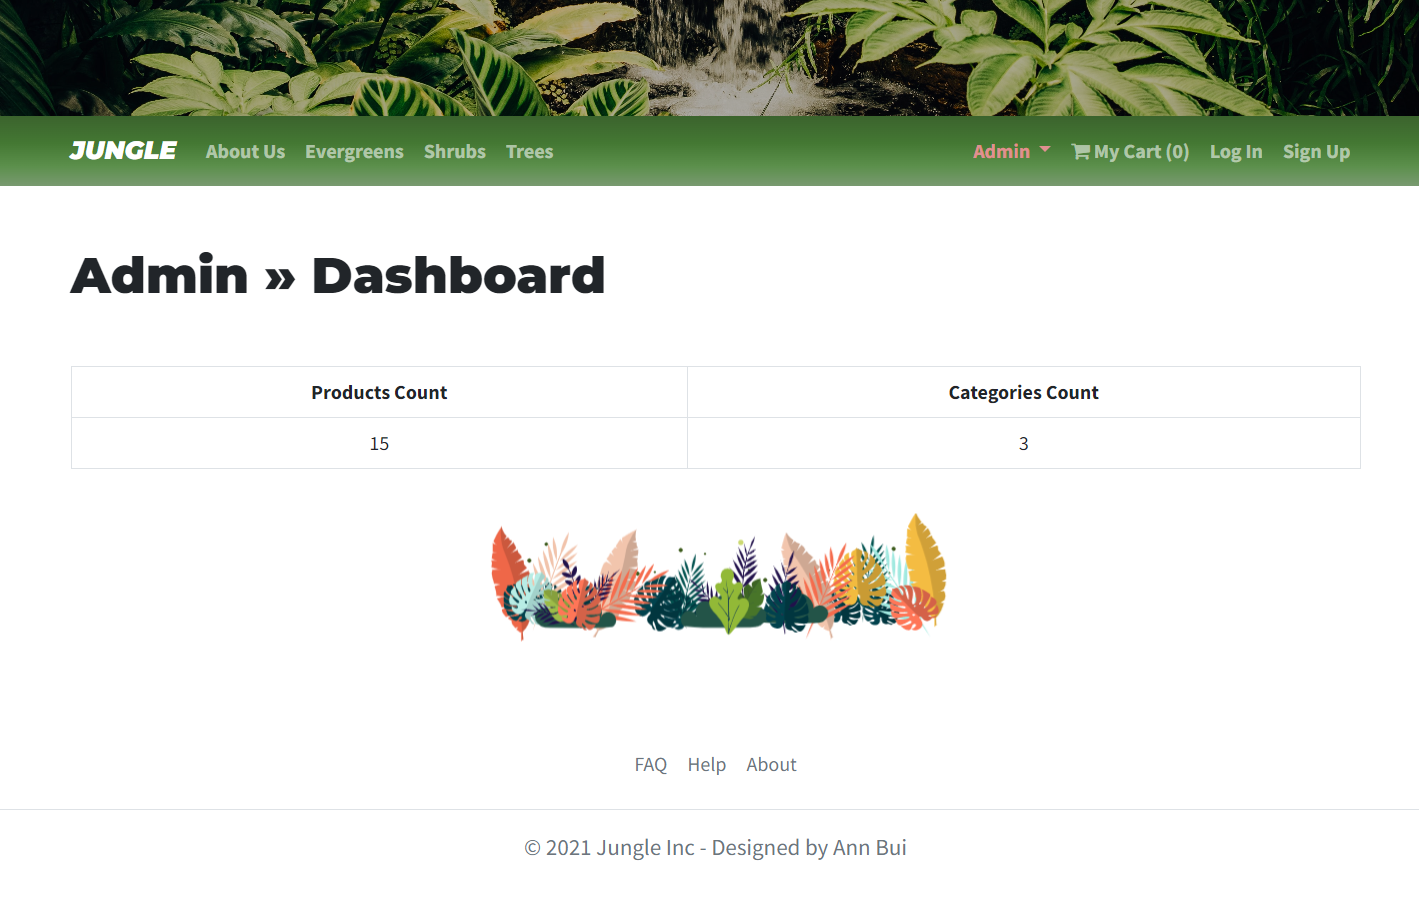 JUNGLE About Us Evergreens Shrubs Trees Admin My Cart (0) Log In Sign Up
Admin » Dashboard
Products Count Categories Count
15 3
FAQ Help About
© 2021 Jungle Inc - Designed by Ann Bui